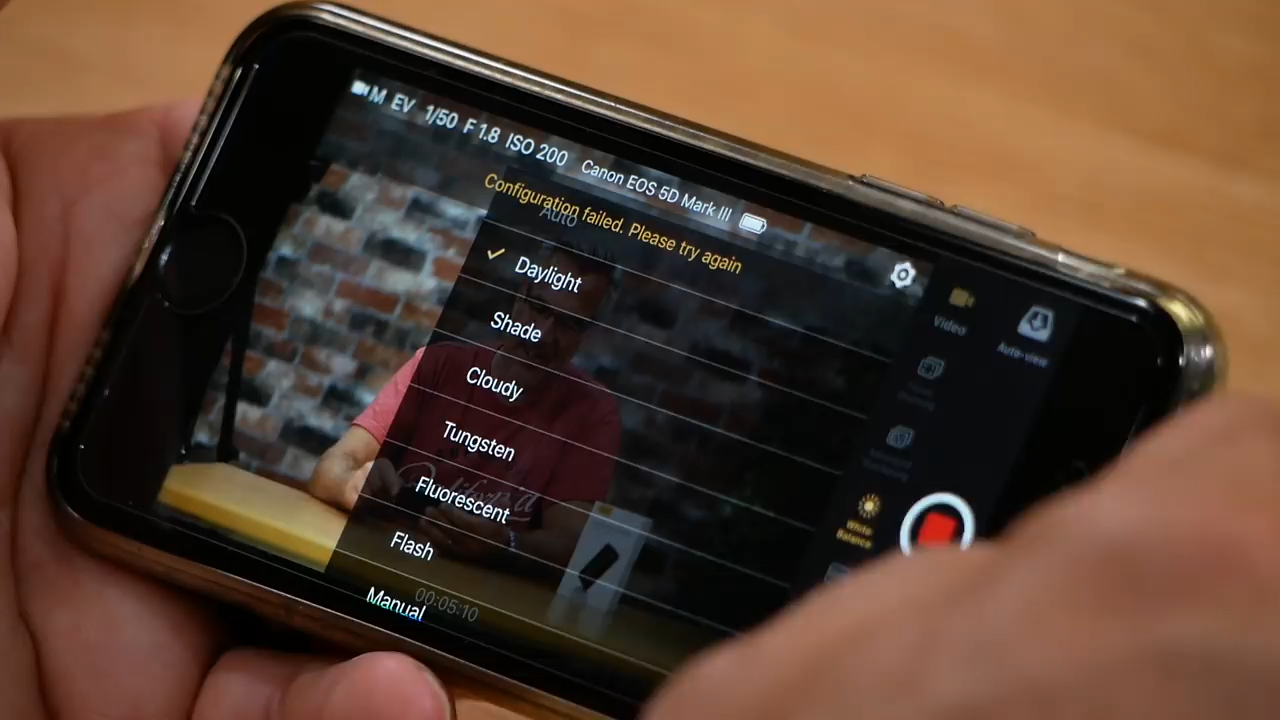 M EV 1/50 F 1.8 ISO 200 Canon EOS 5D Mark III
Configuration failed. Please try again
Auto
Daylight
Shade
Cloudy
Tungsten
Fluorescent
Flash
Manual
00:05:10
Video
Auto-view
White
Balance